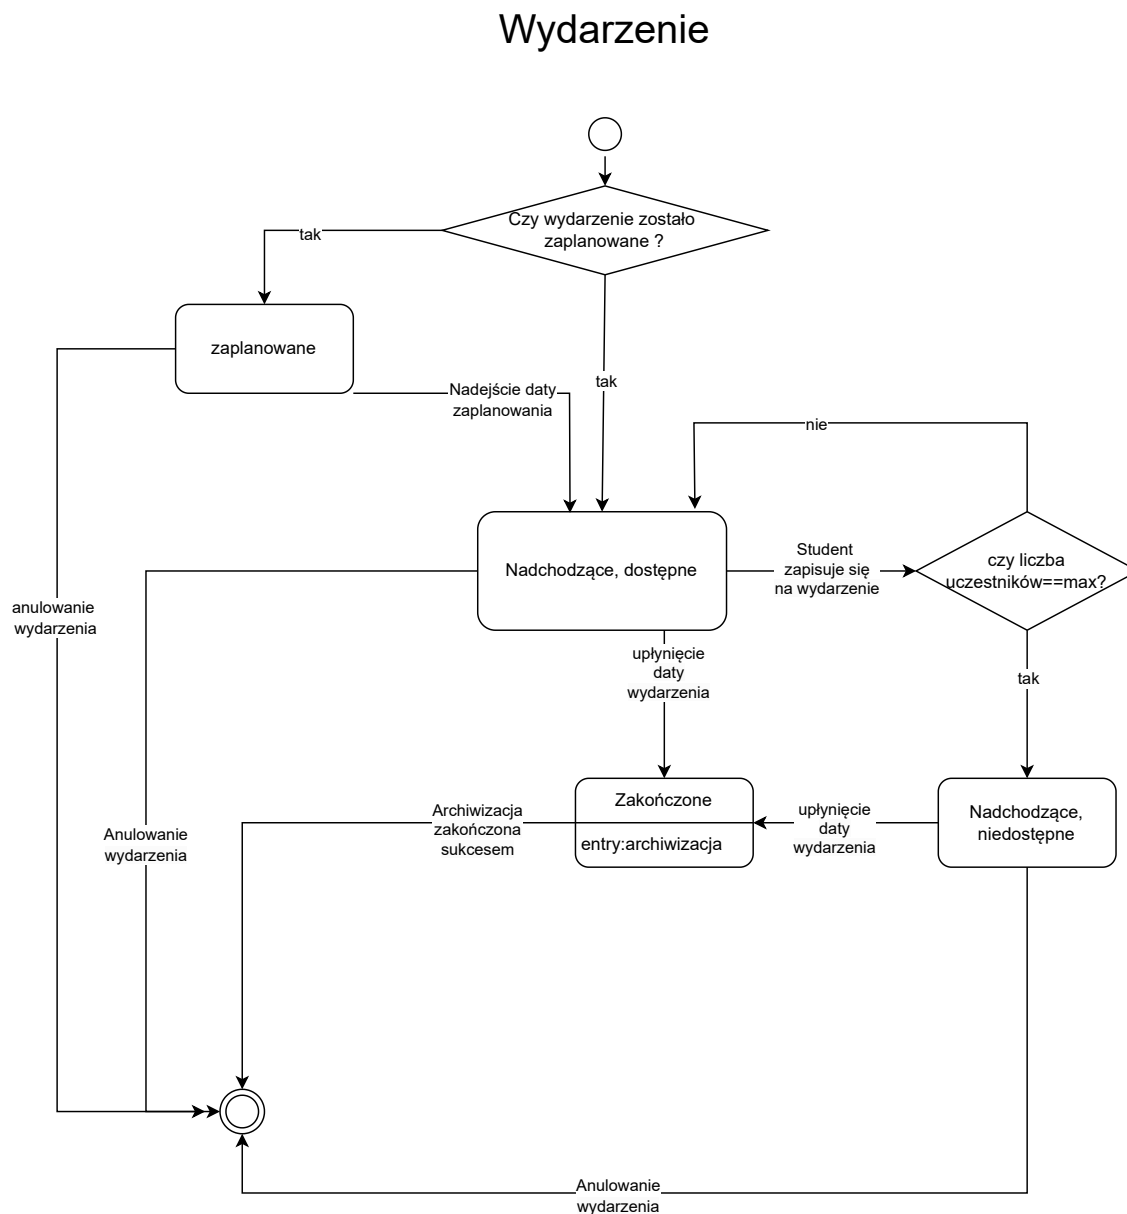 Wydarzenie
Czy wydarzenie zostało
zaplanowane ?
tak
zaplanowane
Nadejście daty
zaplanowania
tak
nie
Nadchodzące, dostępne
Student
zapisuje się
na wydarzenie
czy liczba
uczestników==max?
anulowanie
wydarzenia
upłynięcie
daty
wydarzenia
tak
Zakończone
entry:archiwizacja
Archiwizacja
zakończona
sukcesem
upłynięcie
daty
wydarzenia
Nadchodzące,
niedostępne
Anulowanie
wydarzenia
Anulowanie
wydarzenia